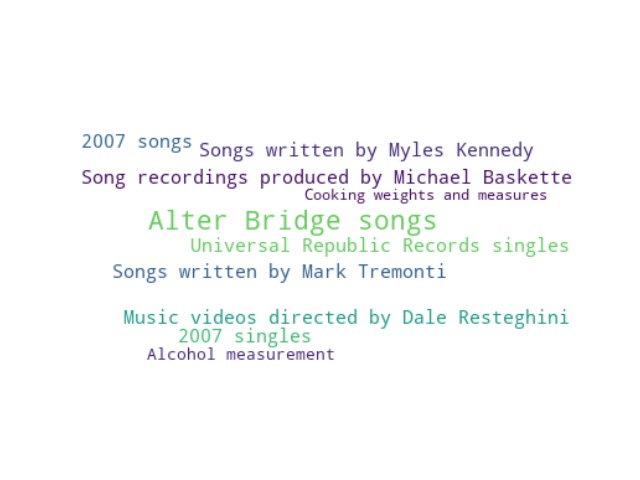 2007 songs
Songs written by Myles Kennedy
Song recordings produced by Michael Baskette
Cooking weights and measures
Alter Bridge songs
Universal Republic Records singles
Songs written by Mark Tremonti
Music videos directed by Dale Resteghini
2007 singles
Alcohol measurement